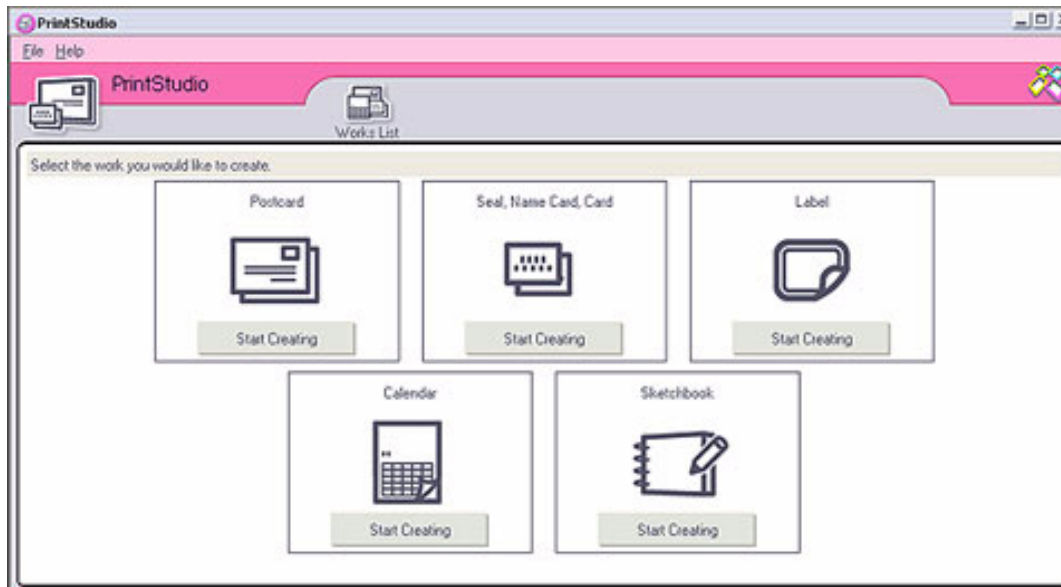 PrintStudio
File Help
PrintStudio
Works List
Select the work you would like to create.
Postcard
Seal, Name Card, Card
Label
Start Creating
Start Creating
Start Creating
Calendar
Sketchbook
Start Creating
Start Creating